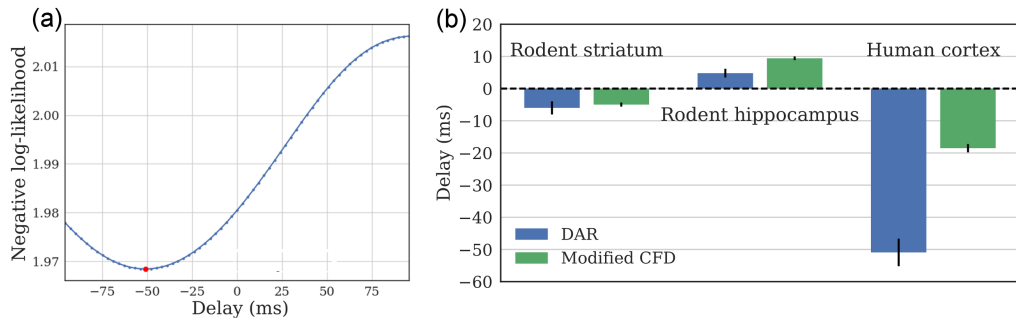 (a)
Negative log-likelihood
2.01
2.00
1.99
1.98
1.97
−75 −50 −25 0 25 50 75
Delay (ms)
(b)
Delay (ms)
20
10
0
−10
−20
−30
−40
−50
−60
Rodent striatum
Rodent hippocampus
Human cortex
DAR
Modified CFD